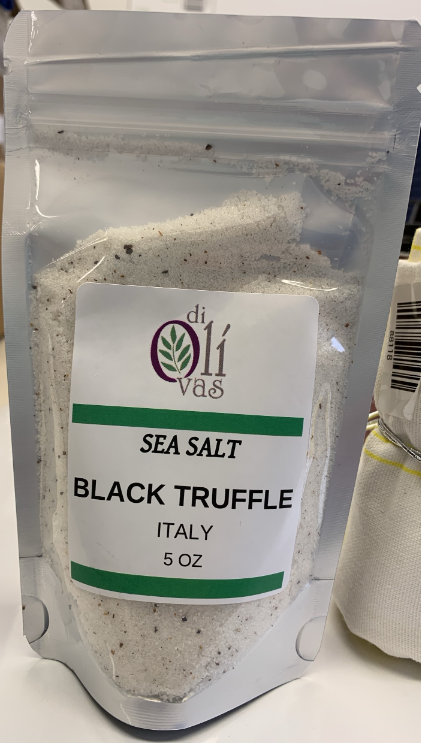 di
Olí
vas
SEA SALT
BLACK TRUFFLE
ITALY
5 OZ